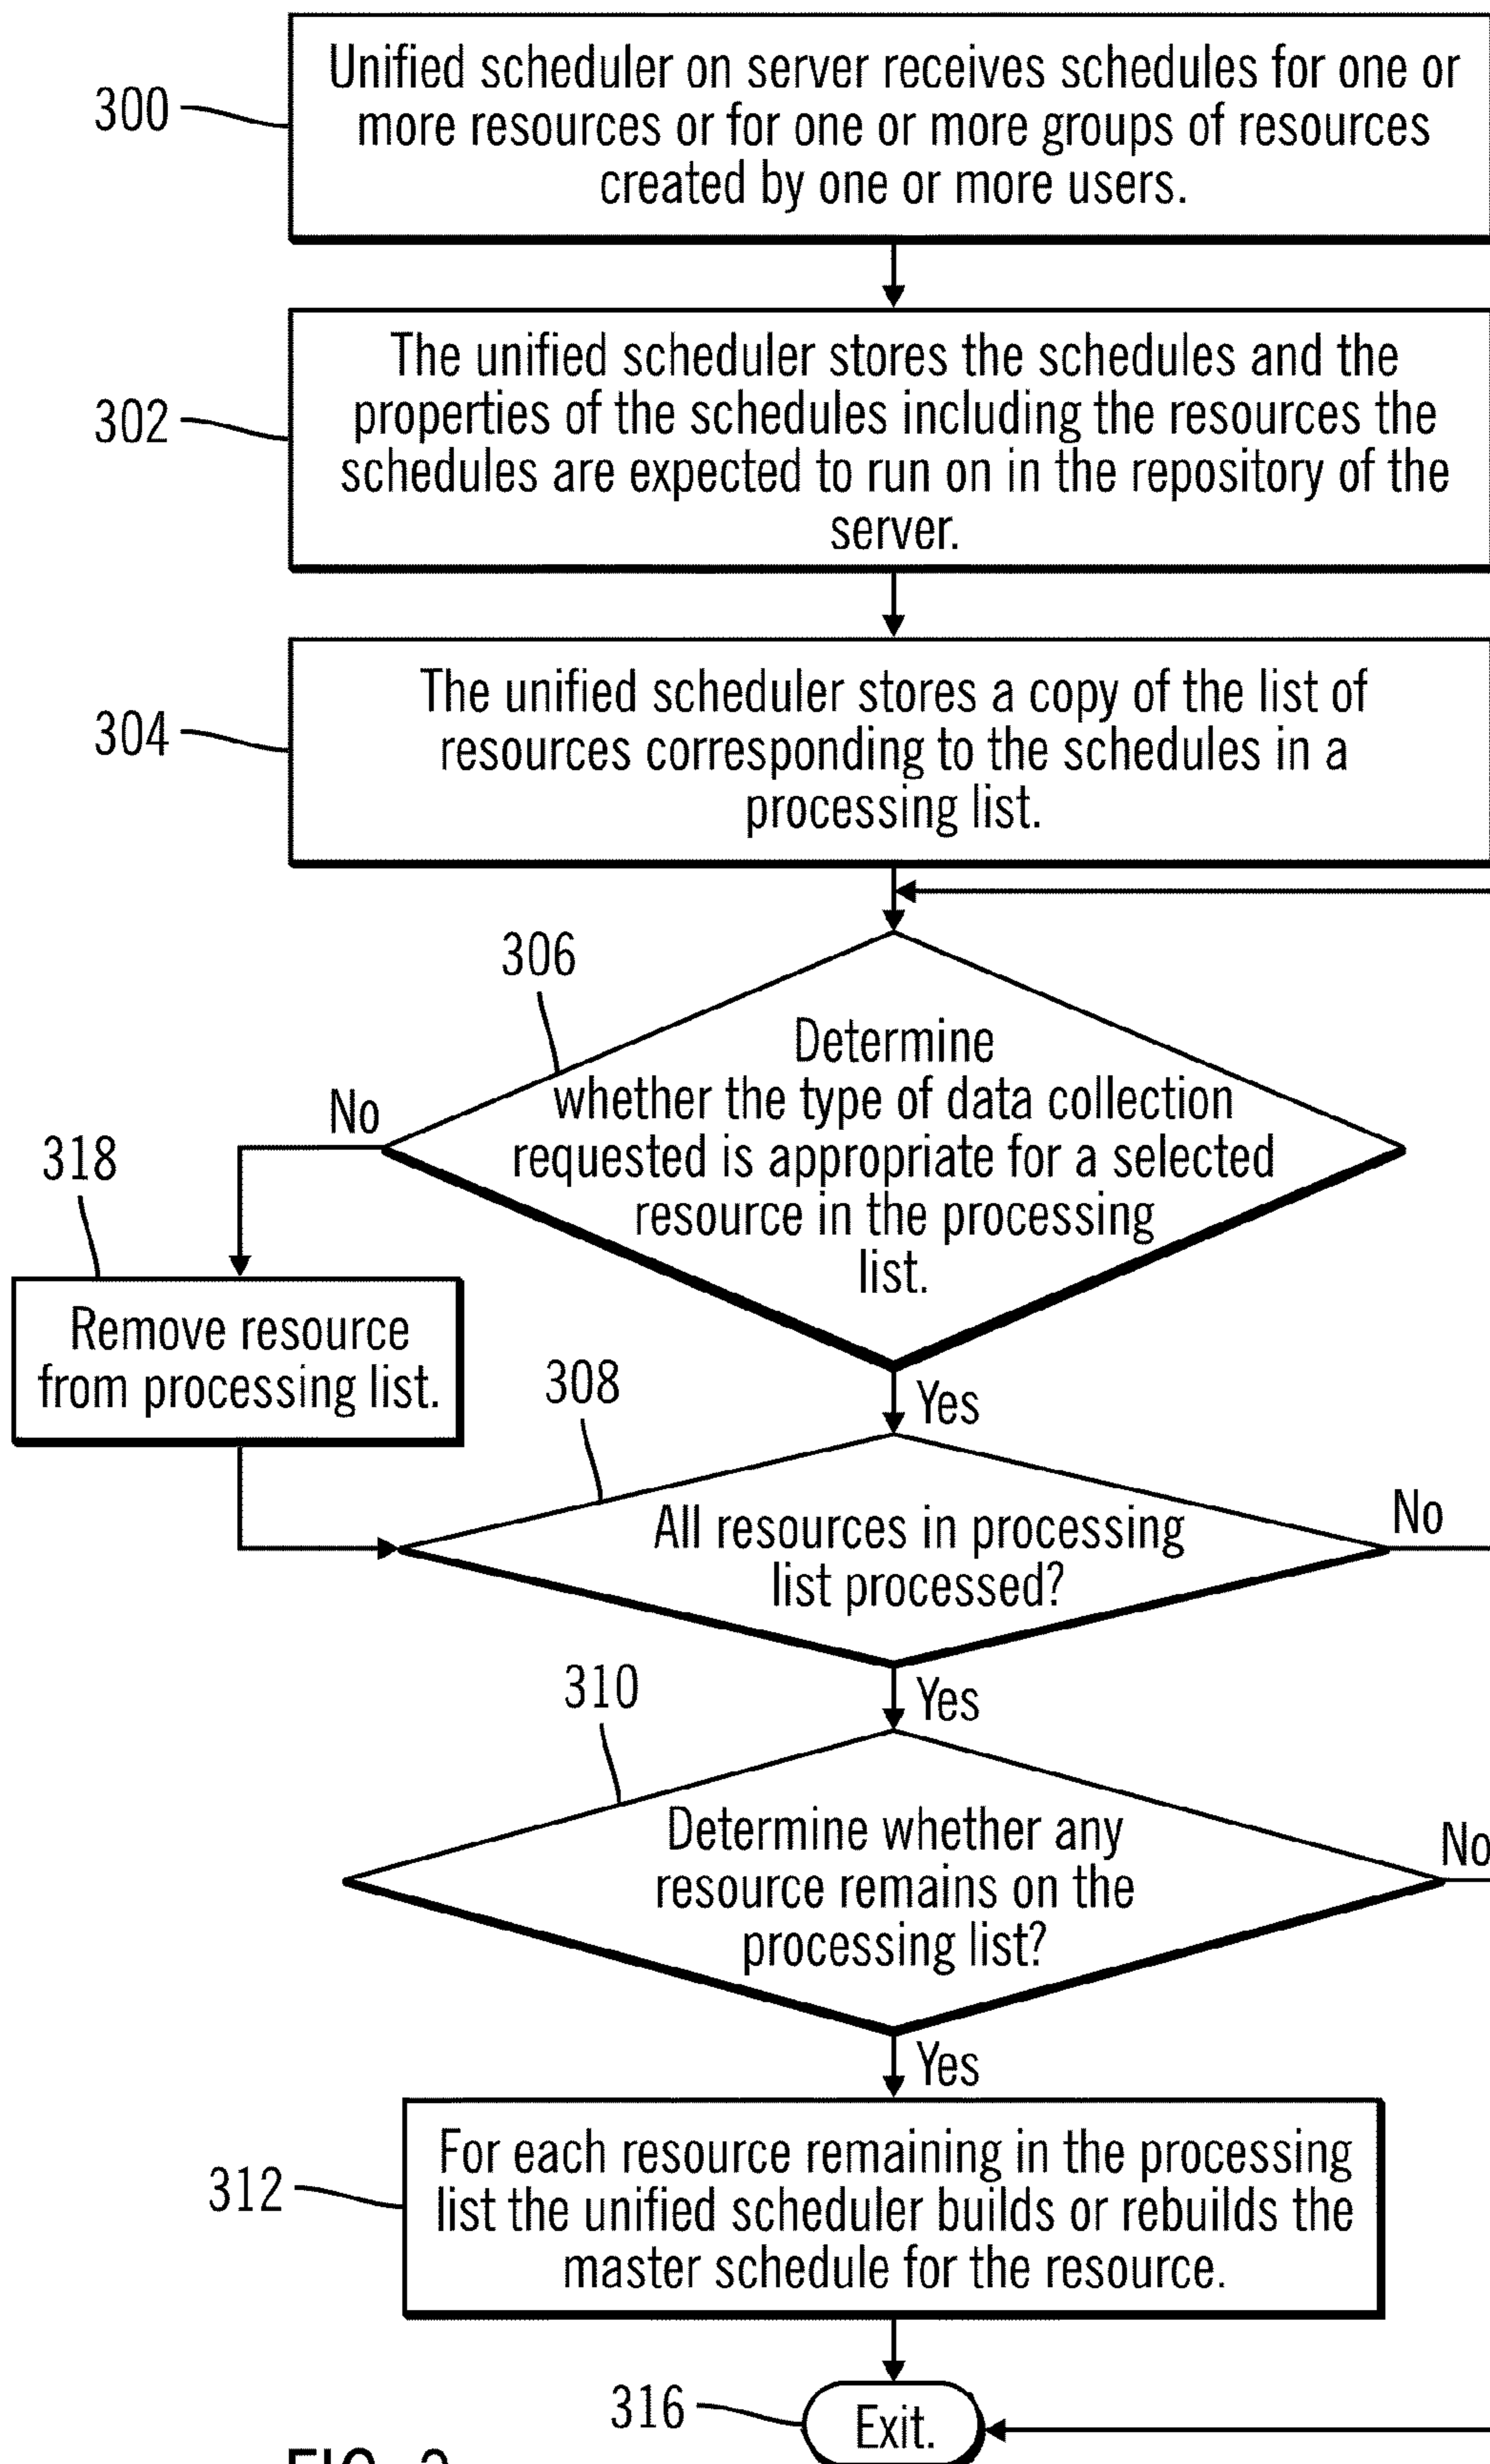 300
Unified scheduler on server receives schedules for one or
more resources or for one or more groups of resources
created by one or more users.
302
The unified scheduler stores the schedules and the
properties of the schedules including the resources the
schedules are expected to run on in the repository of the
server.
304
The unified scheduler stores a copy of the list of
resources corresponding to the schedules in a
processing list.
306
Determine
whether the type of data collection
requested is appropriate for a selected
resource in the processing
list.
No
318
Remove resource
from processing list.
Yes
308
All resources in processing
list processed?
No
Yes
310
Determine whether any
resource remains on the
processing list?
No
Yes
312
For each resource remaining in the processing
list the unified scheduler builds or rebuilds the
master schedule for the resource.
316
Exit.
FIG.